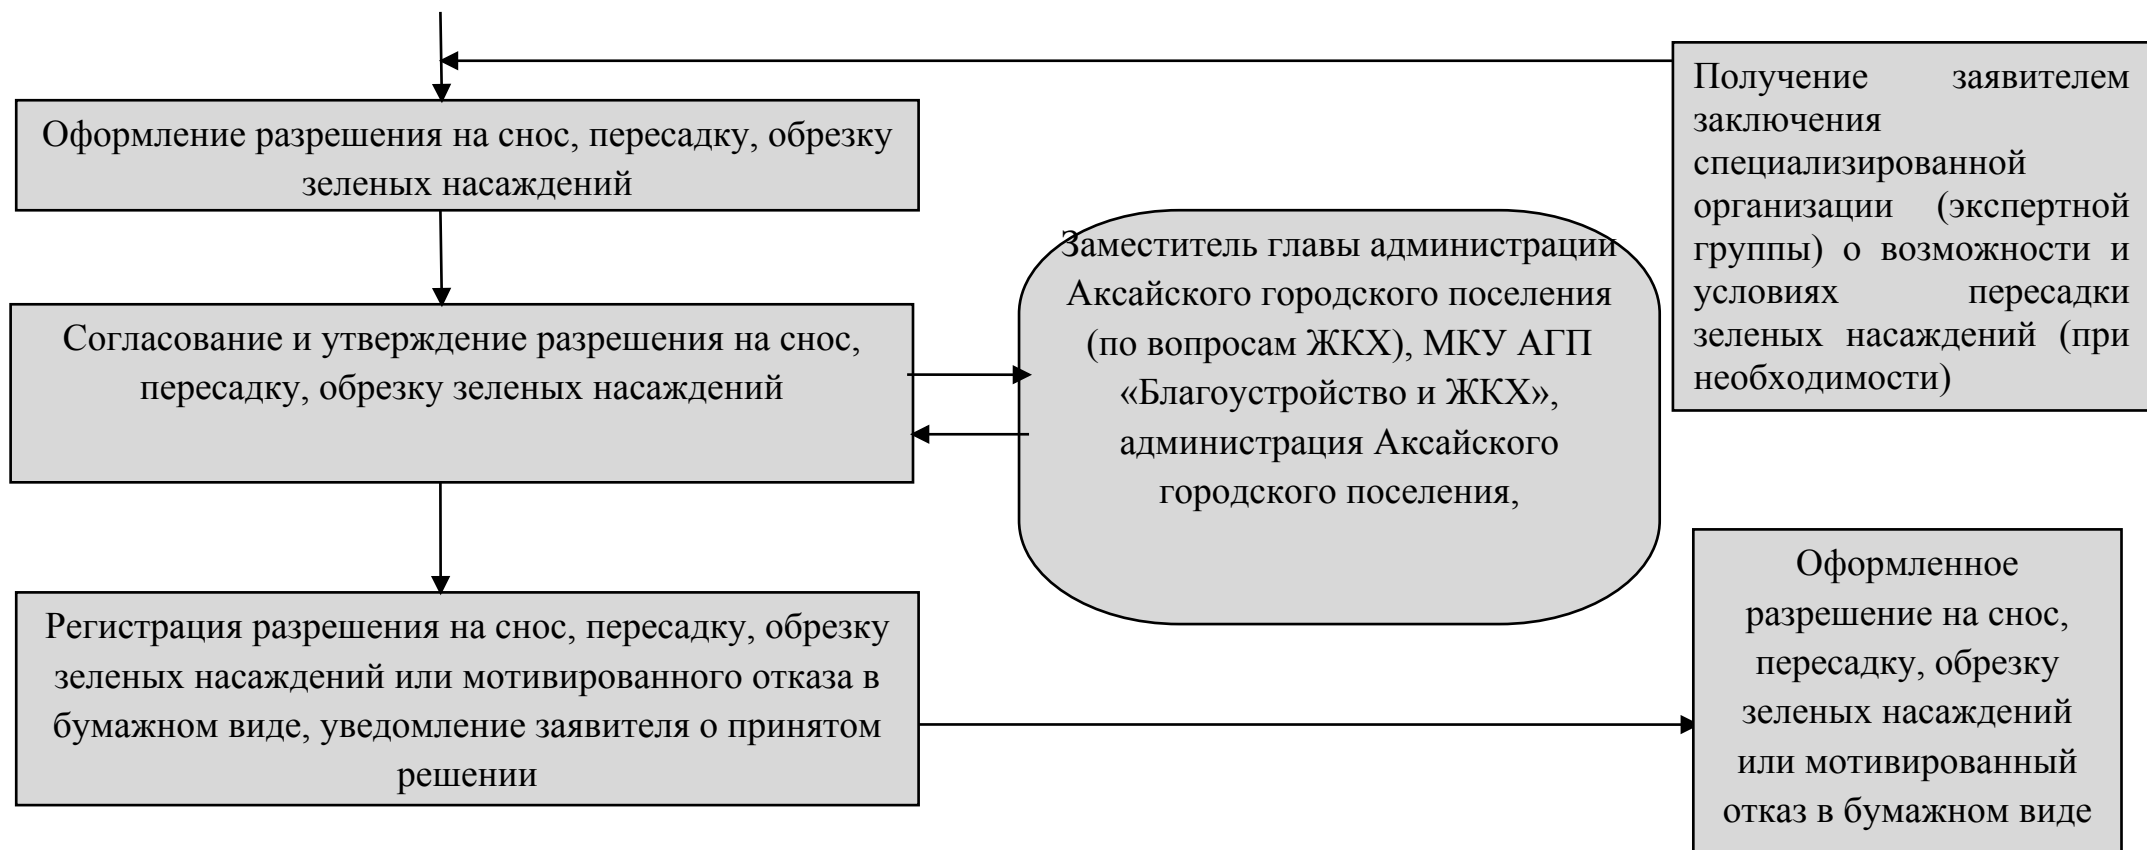 Получение заявителем
заключения
специализированной
организации (экспертной
группы) о возможности и
условиях пересадки
зеленых насаждений (при
необходимости)
Оформление разрешения на снос, пересадку, обрезку
зеленых насаждений
Заместитель главы администрации
Аксайского городского поселения
(по вопросам ЖКХ), МКУ АГП
«Благоустройство и ЖКХ»,
администрация Аксайского
городского поселения,
Согласование и утверждение разрешения на снос,
пересадку, обрезку зеленых насаждений
Регистрация разрешения на снос, пересадку, обрезку
зеленых насаждений или мотивированного отказа в
бумажном виде, уведомление заявителя о принятом
решении
Оформленное
разрешение на снос,
пересадку, обрезку
зеленых насаждений
или мотивированный
отказ в бумажном виде